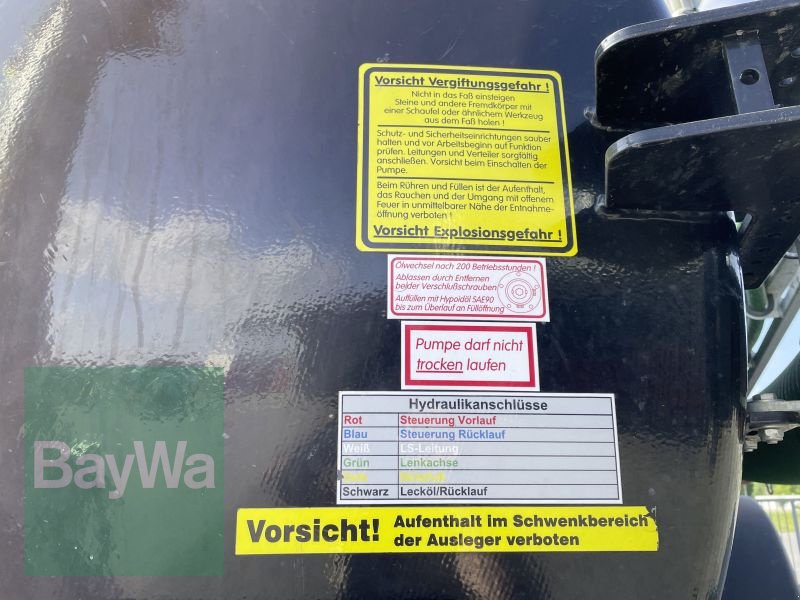 Vorsicht Vergiftungsgefahr !
Nicht in das Faß einsteigen
Steine und andere Fremdkörper mit
einer Schaufel oder ähnlichem Werkzeug
aus dem Faß holen !
Schutz- und Sicherheitseinrichtungen sauber
halten und vor Arbeitsbeginn auf Funktion
prüfen. Leitungen und Verteiler sorgfältig
anschließen. Vorsicht beim Einschalten der
Pumpe.
Beim Rühren und Füllen ist der Aufenthalt,
das Rauchen und der Umgang mit offenem
Feuer in unmittelbarer Nähe der Entnahme-
öffnung verboten !
Vorsicht Explosionsgefahr !
Ölwechsel nach 200 Betriebsstunden !
Ablassen durch Entfernen
beider Verschlußschrauben
Auffüllen mit Hypoidöl SAE90
bis zum Überlauf an Füllöffnung
Pumpe darf nicht
trocken laufen
Hydraulikanschlüsse
Rot Steuerung Vorlauf
Blau Steuerung Rücklauf
Weiß LS-Leitung
Grün Lenkachse
Schwarz Lecköl/Rücklauf
BayWa
Vorsicht! Aufenthalt im Schwenkbereich
der Ausleger verboten